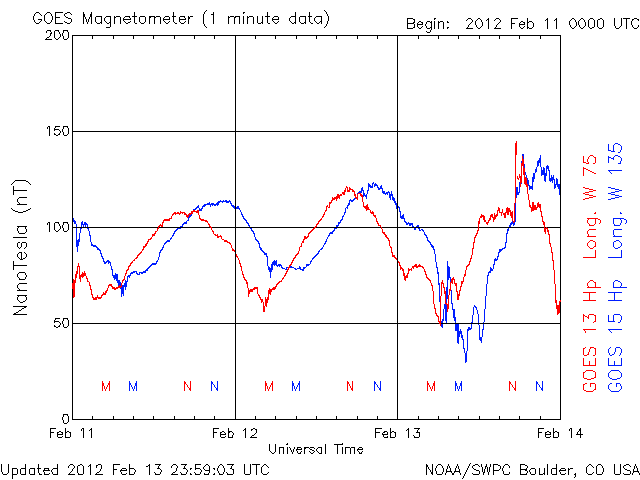 GOES Magnetometer (1 minute data)
Begin: 2012 Feb 11 0000 UTC
200
150
100
50
0
NanoTesla (nT)
M M N N M M N N M M N N
Feb 11 Feb 12 Feb 13 Feb 14
Universal Time
GOES 13 Hp Long. W 75
GOES 15 Hp Long. W 135
Updated 2012 Feb 13 23:59:03 UTC
NOAA/SWPC Boulder, CO USA